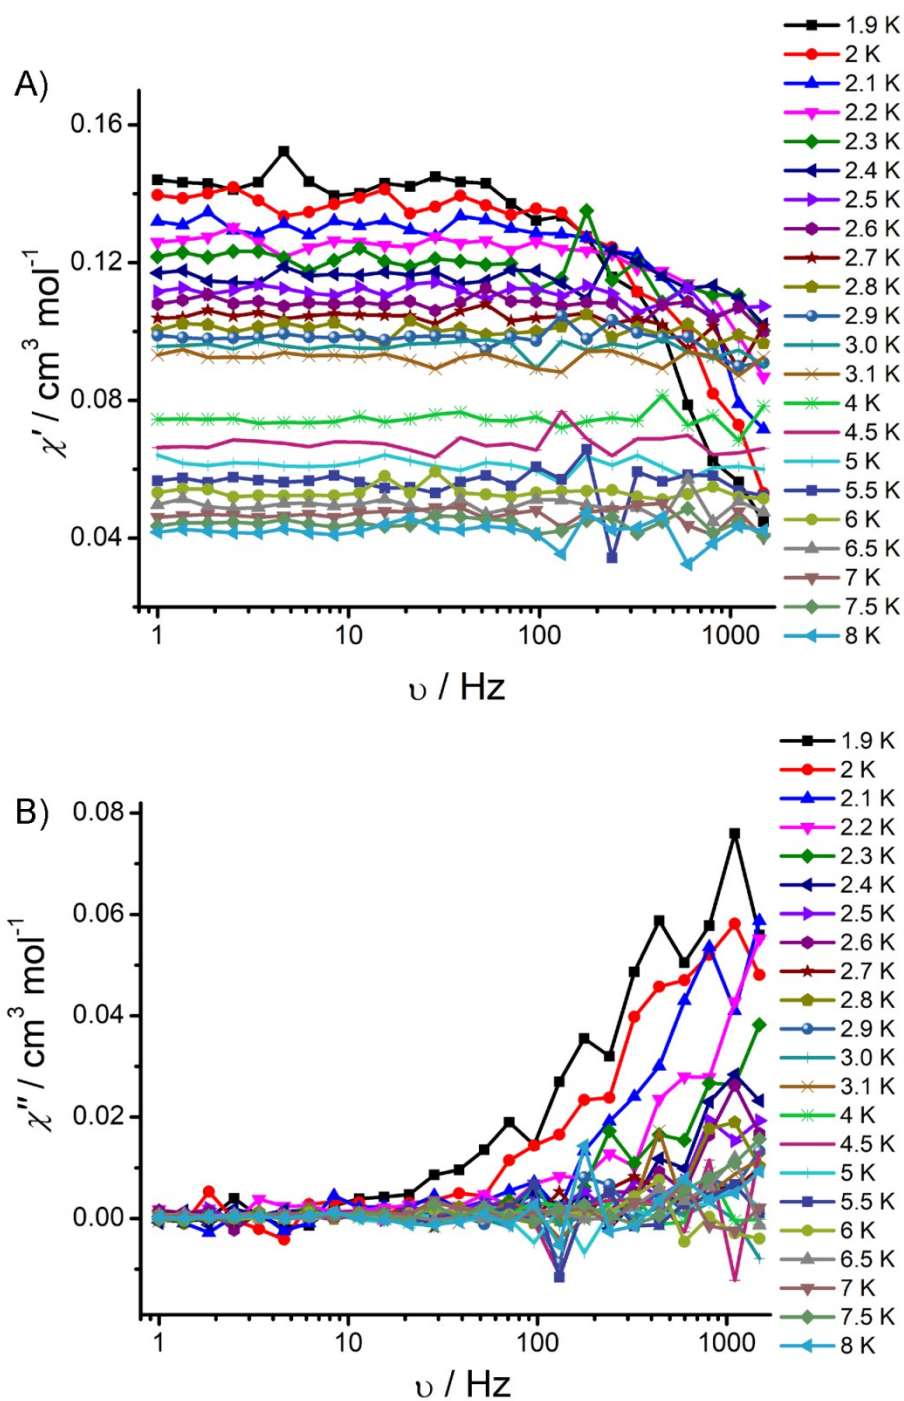 A)
χ′ / cm³ mol⁻¹
0.16
0.12
0.08
0.04
1
10
100
1000
υ / Hz
1.9 K
2 K
2.1 K
2.2 K
2.3 K
2.4 K
2.5 K
2.6 K
2.7 K
2.8 K
2.9 K
3.0 K
3.1 K
4 K
4.5 K
5 K
5.5 K
6 K
6.5 K
7 K
7.5 K
8 K
B)
χ″ / cm³ mol⁻¹
0.08
0.06
0.04
0.02
0.00
1
10
100
1000
υ / Hz
1.9 K
2 K
2.1 K
2.2 K
2.3 K
2.4 K
2.5 K
2.6 K
2.7 K
2.8 K
2.9 K
3.0 K
3.1 K
4 K
4.5 K
5 K
5.5 K
6 K
6.5 K
7 K
7.5 K
8 K